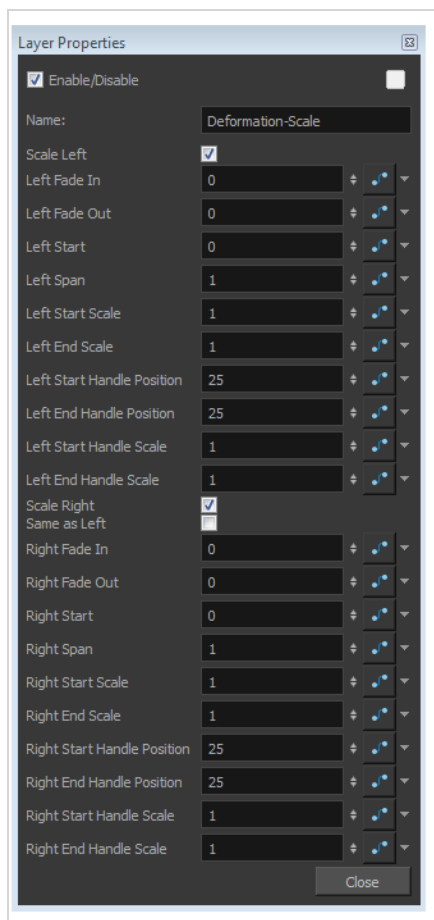 Layer Properties
Enable/Disable
Name: Deformation-Scale
Scale Left
Left Fade In 0
Left Fade Out 0
Left Start 0
Left Span 1
Left Start Scale 1
Left End Scale 1
Left Start Handle Position 25
Left End Handle Position 25
Left Start Handle Scale 1
Left End Handle Scale 1
Scale Right
Same as Left
Right Fade In 0
Right Fade Out 0
Right Start 0
Right Span 1
Right Start Scale 1
Right End Scale 1
Right Start Handle Position 25
Right End Handle Position 25
Right Start Handle Scale 1
Right End Handle Scale 1
Close